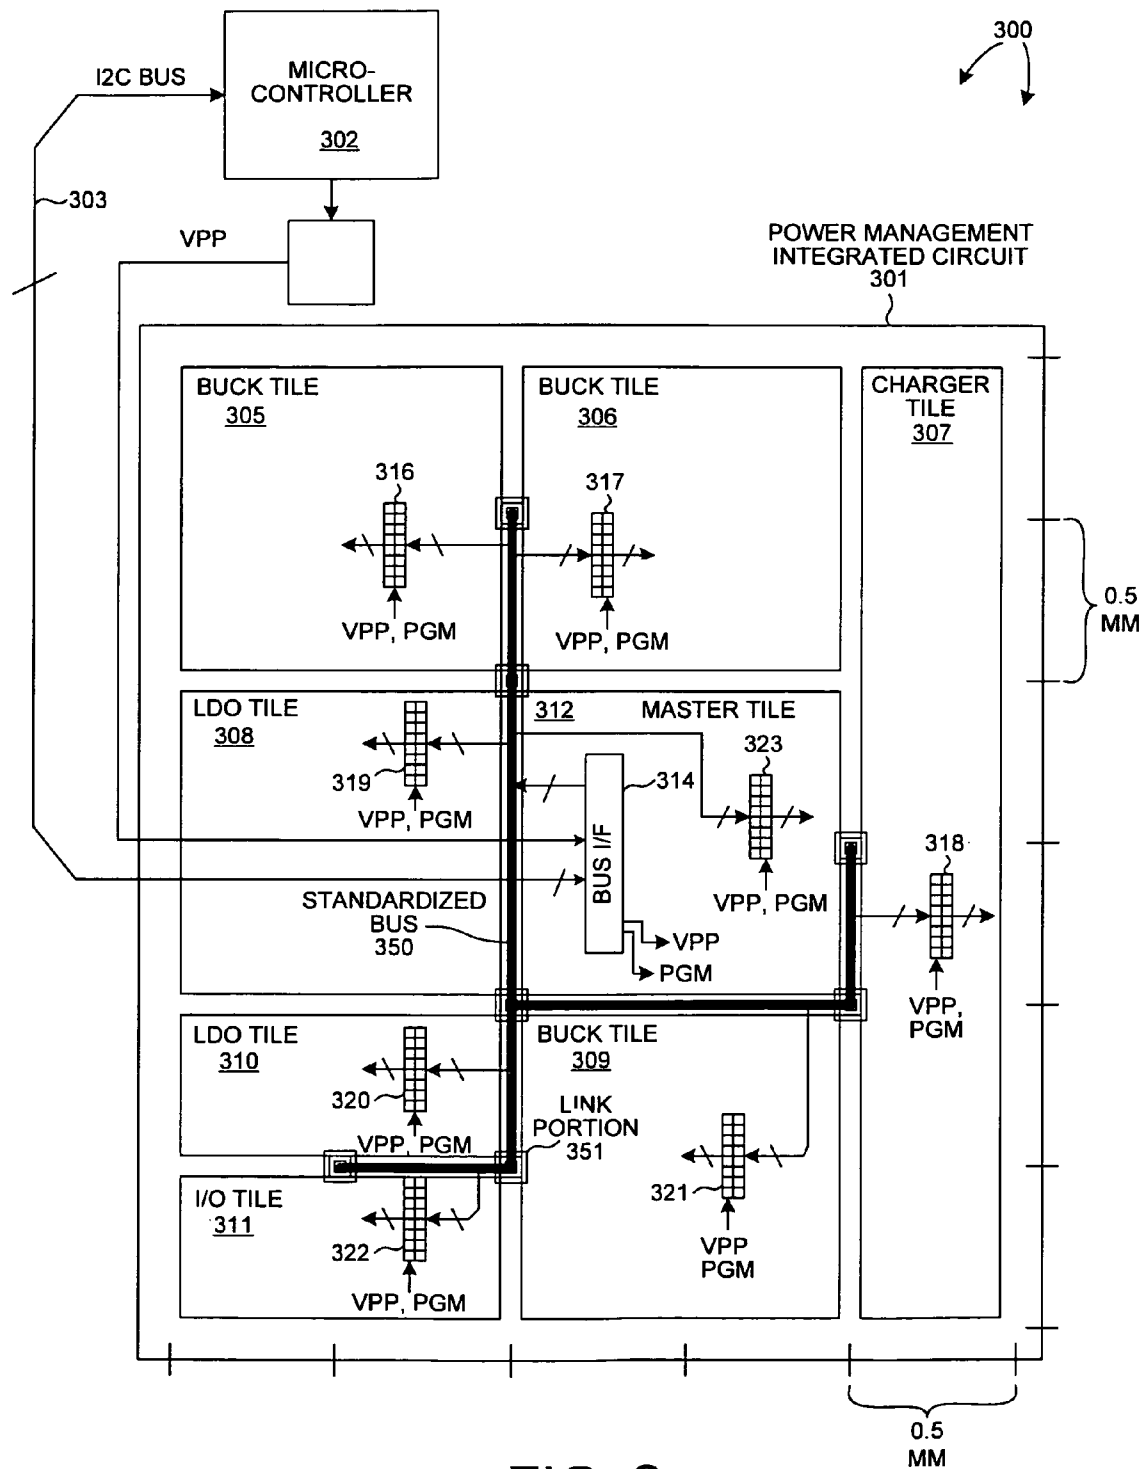 300
I2C BUS
MICRO-
CONTROLLER
302
303
VPP
POWER MANAGEMENT
INTEGRATED CIRCUIT
301
BUCK TILE
305
BUCK TILE
306
CHARGER
TILE
307
316
317
VPP, PGM
VPP, PGM
0.5
MM
LDO TILE
308
312
MASTER TILE
319
VPP, PGM
314
323
BUS I/F
VPP, PGM
318
STANDARDIZED
BUS
350
VPP
PGM
VPP,
PGM
LDO TILE
310
BUCK TILE
309
320
VPP, PGM
LINK
PORTION
351
I/O TILE
311
321
322
VPP
PGM
VPP, PGM
0.5
MM